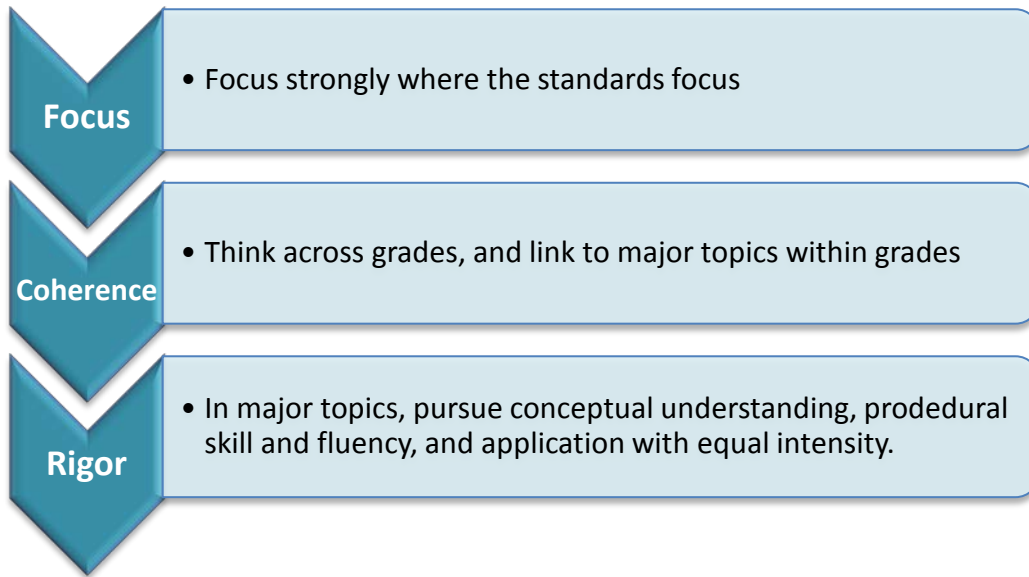 Focus
• Focus strongly where the standards focus
Coherence
• Think across grades, and link to major topics within grades
Rigor
• In major topics, pursue conceptual understanding, prodedural
skill and fluency, and application with equal intensity.